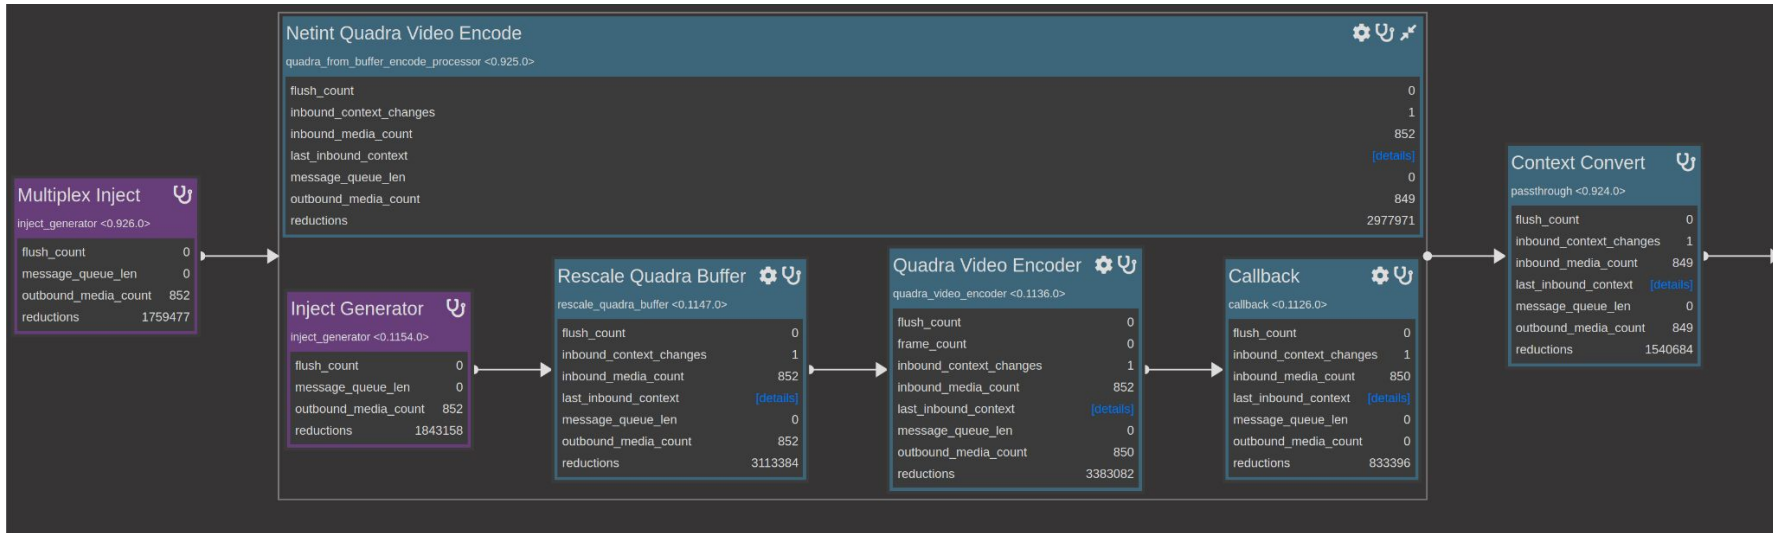 Netint Quadra Video Encode
quadra_from_buffer_encode_processor <0.925.0>
flush_count 0
inbound_context_changes 1
inbound_media_count 852
last_inbound_context [details]
message_queue_len 0
outbound_media_count 849
reductions 2977971
Multiplex Inject
inject_generator <0.926.0>
flush_count 0
message_queue_len 0
outbound_media_count 852
reductions 1759477
Inject Generator
inject_generator <0.1154.0>
flush_count 0
message_queue_len 0
outbound_media_count 852
reductions 1843158
Rescale Quadra Buffer
rescale_quadra_buffer <0.1147.0>
flush_count 0
inbound_context_changes 1
inbound_media_count 852
last_inbound_context [details]
message_queue_len 0
outbound_media_count 852
reductions 3113384
Quadra Video Encoder
quadra_video_encoder <0.1136.0>
flush_count 0
frame_count 0
inbound_context_changes 1
inbound_media_count 852
last_inbound_context [details]
message_queue_len 0
outbound_media_count 850
reductions 3383082
Callback
callback <0.1126.0>
flush_count 0
inbound_context_changes 1
inbound_media_count 850
last_inbound_context [details]
message_queue_len 0
outbound_media_count 0
reductions 833396
Context Convert
passthrough <0.924.0>
flush_count 0
inbound_context_changes 1
inbound_media_count 849
last_inbound_context [details]
message_queue_len 0
outbound_media_count 849
reductions 1540684